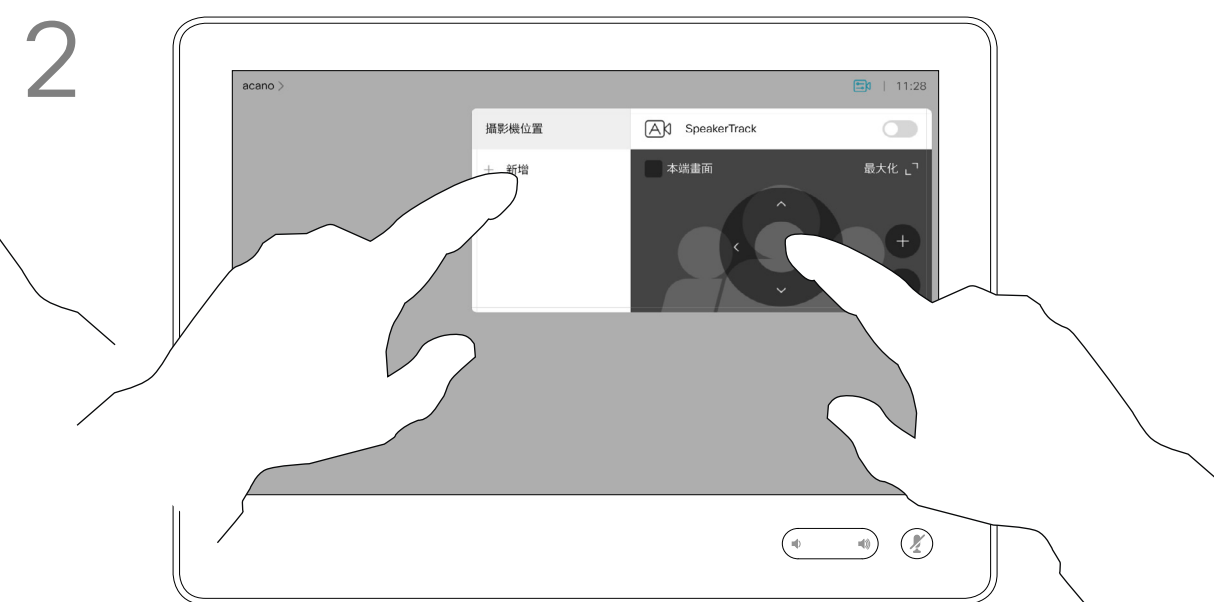 2
acano >
11:28
攝影機位置
SpeakerTrack
+ 新增
本端畫面
最大化